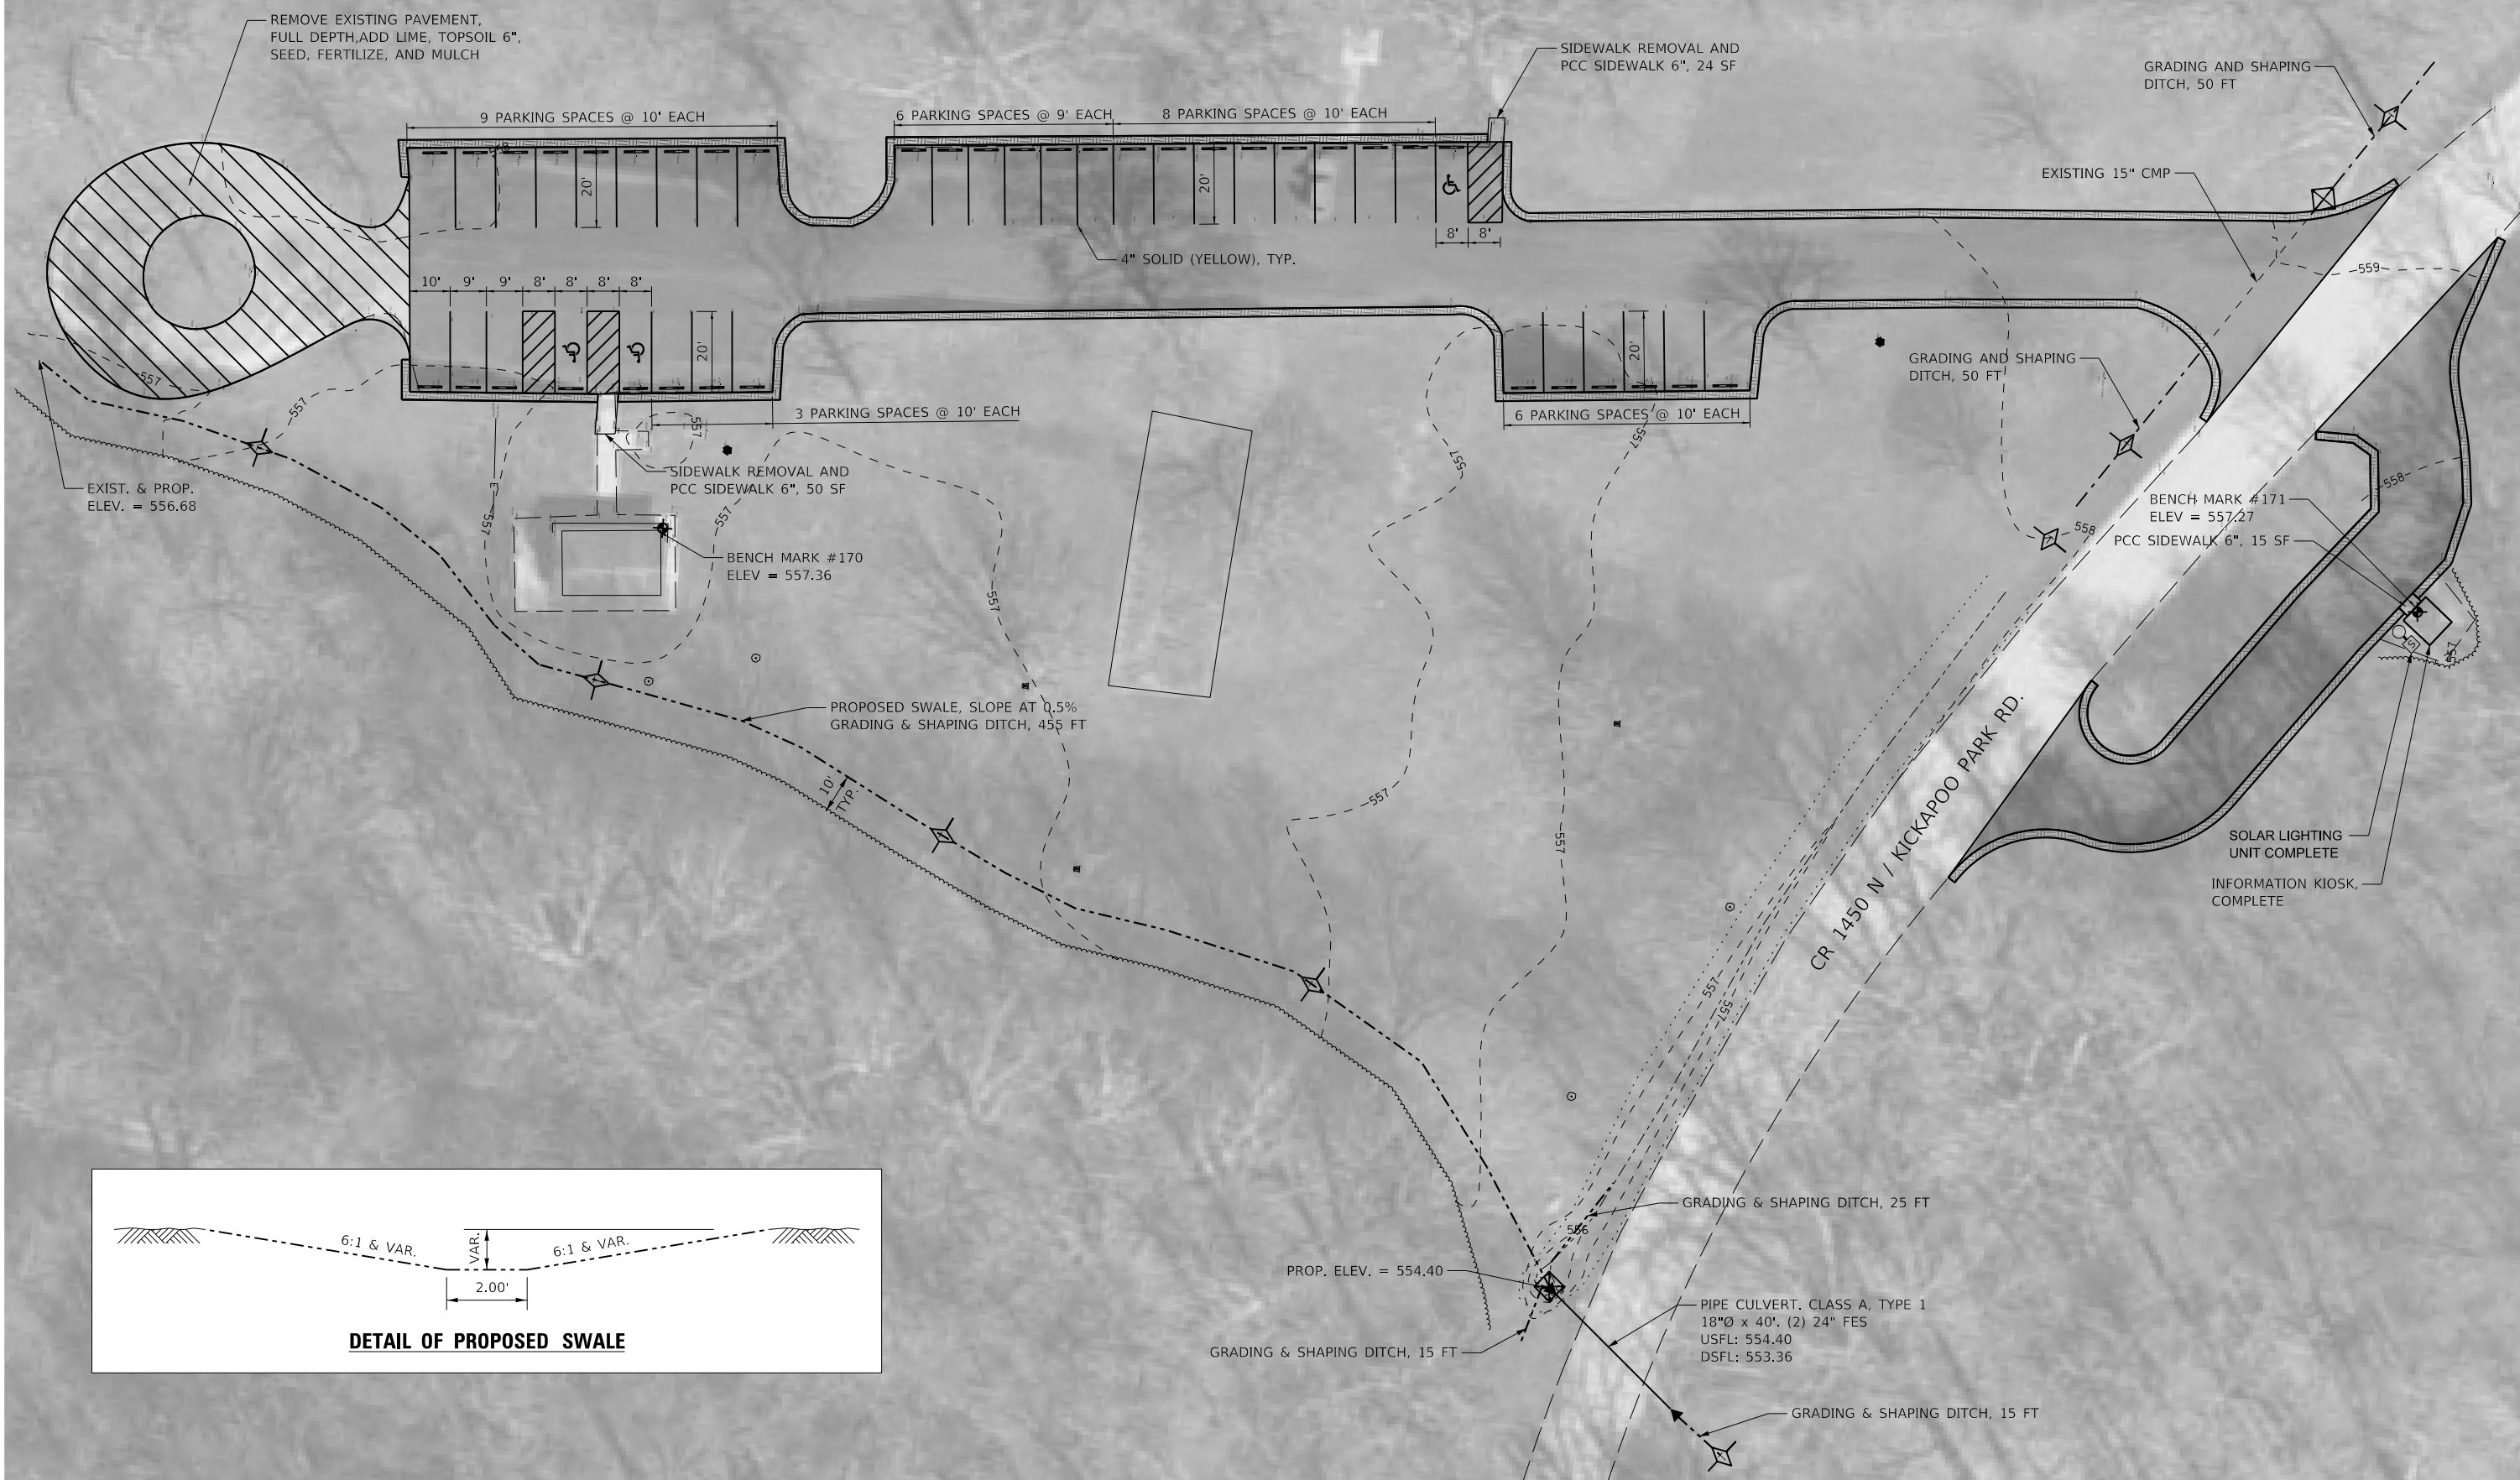 REMOVE EXISTING PAVEMENT,
FULL DEPTH,ADD LIME, TOPSOIL 6",
SEED, FERTILIZE, AND MULCH
SIDEWALK REMOVAL AND
PCC SIDEWALK 6", 24 SF
GRADING AND SHAPING
DITCH, 50 FT
9 PARKING SPACES @ 10' EACH
6 PARKING SPACES @ 9' EACH
8 PARKING SPACES @ 10' EACH
558
20'
20'
EXISTING 15" CMP
8'
8'
4" SOLID (YELLOW), TYP.
559
10'
9'
9'
8'
8'
8'
8'
20'
20'
557
GRADING AND SHAPING
DITCH, 50 FT
557
3 PARKING SPACES @ 10' EACH
6 PARKING SPACES @ 10' EACH
557
557
557
SIDEWALK REMOVAL AND
PCC SIDEWALK 6", 50 SF
EXIST. & PROP.
ELEV. = 556.68
558
BENCH MARK #171
ELEV = 557.27
PCC SIDEWALK 6", 15 SF
557
557
558
BENCH MARK #170
ELEV = 557.36
557
557
S
PROPOSED SWALE, SLOPE AT 0.5%
GRADING & SHAPING DITCH, 455 FT
10'
TYP.
557
557
CR 1450 N / KICKAPOO PARK RD.
SOLAR LIGHTING
UNIT COMPLETE
INFORMATION KIOSK,
COMPLETE
557
557
GRADING & SHAPING DITCH, 25 FT
556
PROP. ELEV. = 554.40
PIPE CULVERT. CLASS A, TYPE 1
18"Ø x 40'. (2) 24" FES
USFL: 554.40
DSFL: 553.36
GRADING & SHAPING DITCH, 15 FT
GRADING & SHAPING DITCH, 15 FT
6:1 & VAR.
VAR.
6:1 & VAR.
2.00'
DETAIL OF PROPOSED SWALE